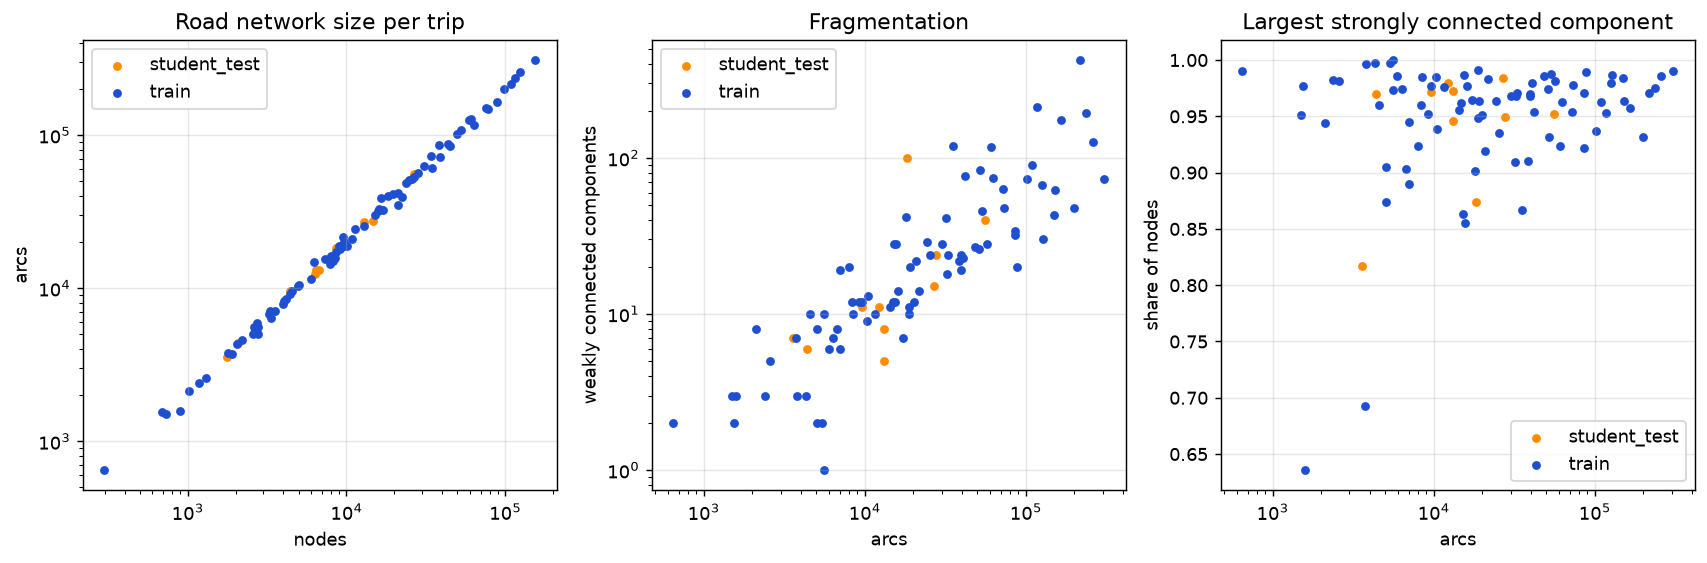 Road network size per trip
student_test
train
10^5
10^4
10^3
arcs
10^3
10^4
10^5
nodes
Fragmentation
student_test
train
10^2
10^1
10^0
weakly connected components
10^3
10^4
10^5
arcs
Largest strongly connected component
1.00
0.95
0.90
0.85
0.80
0.75
0.70
0.65
share of nodes
student_test
train
10^3
10^4
10^5
arcs